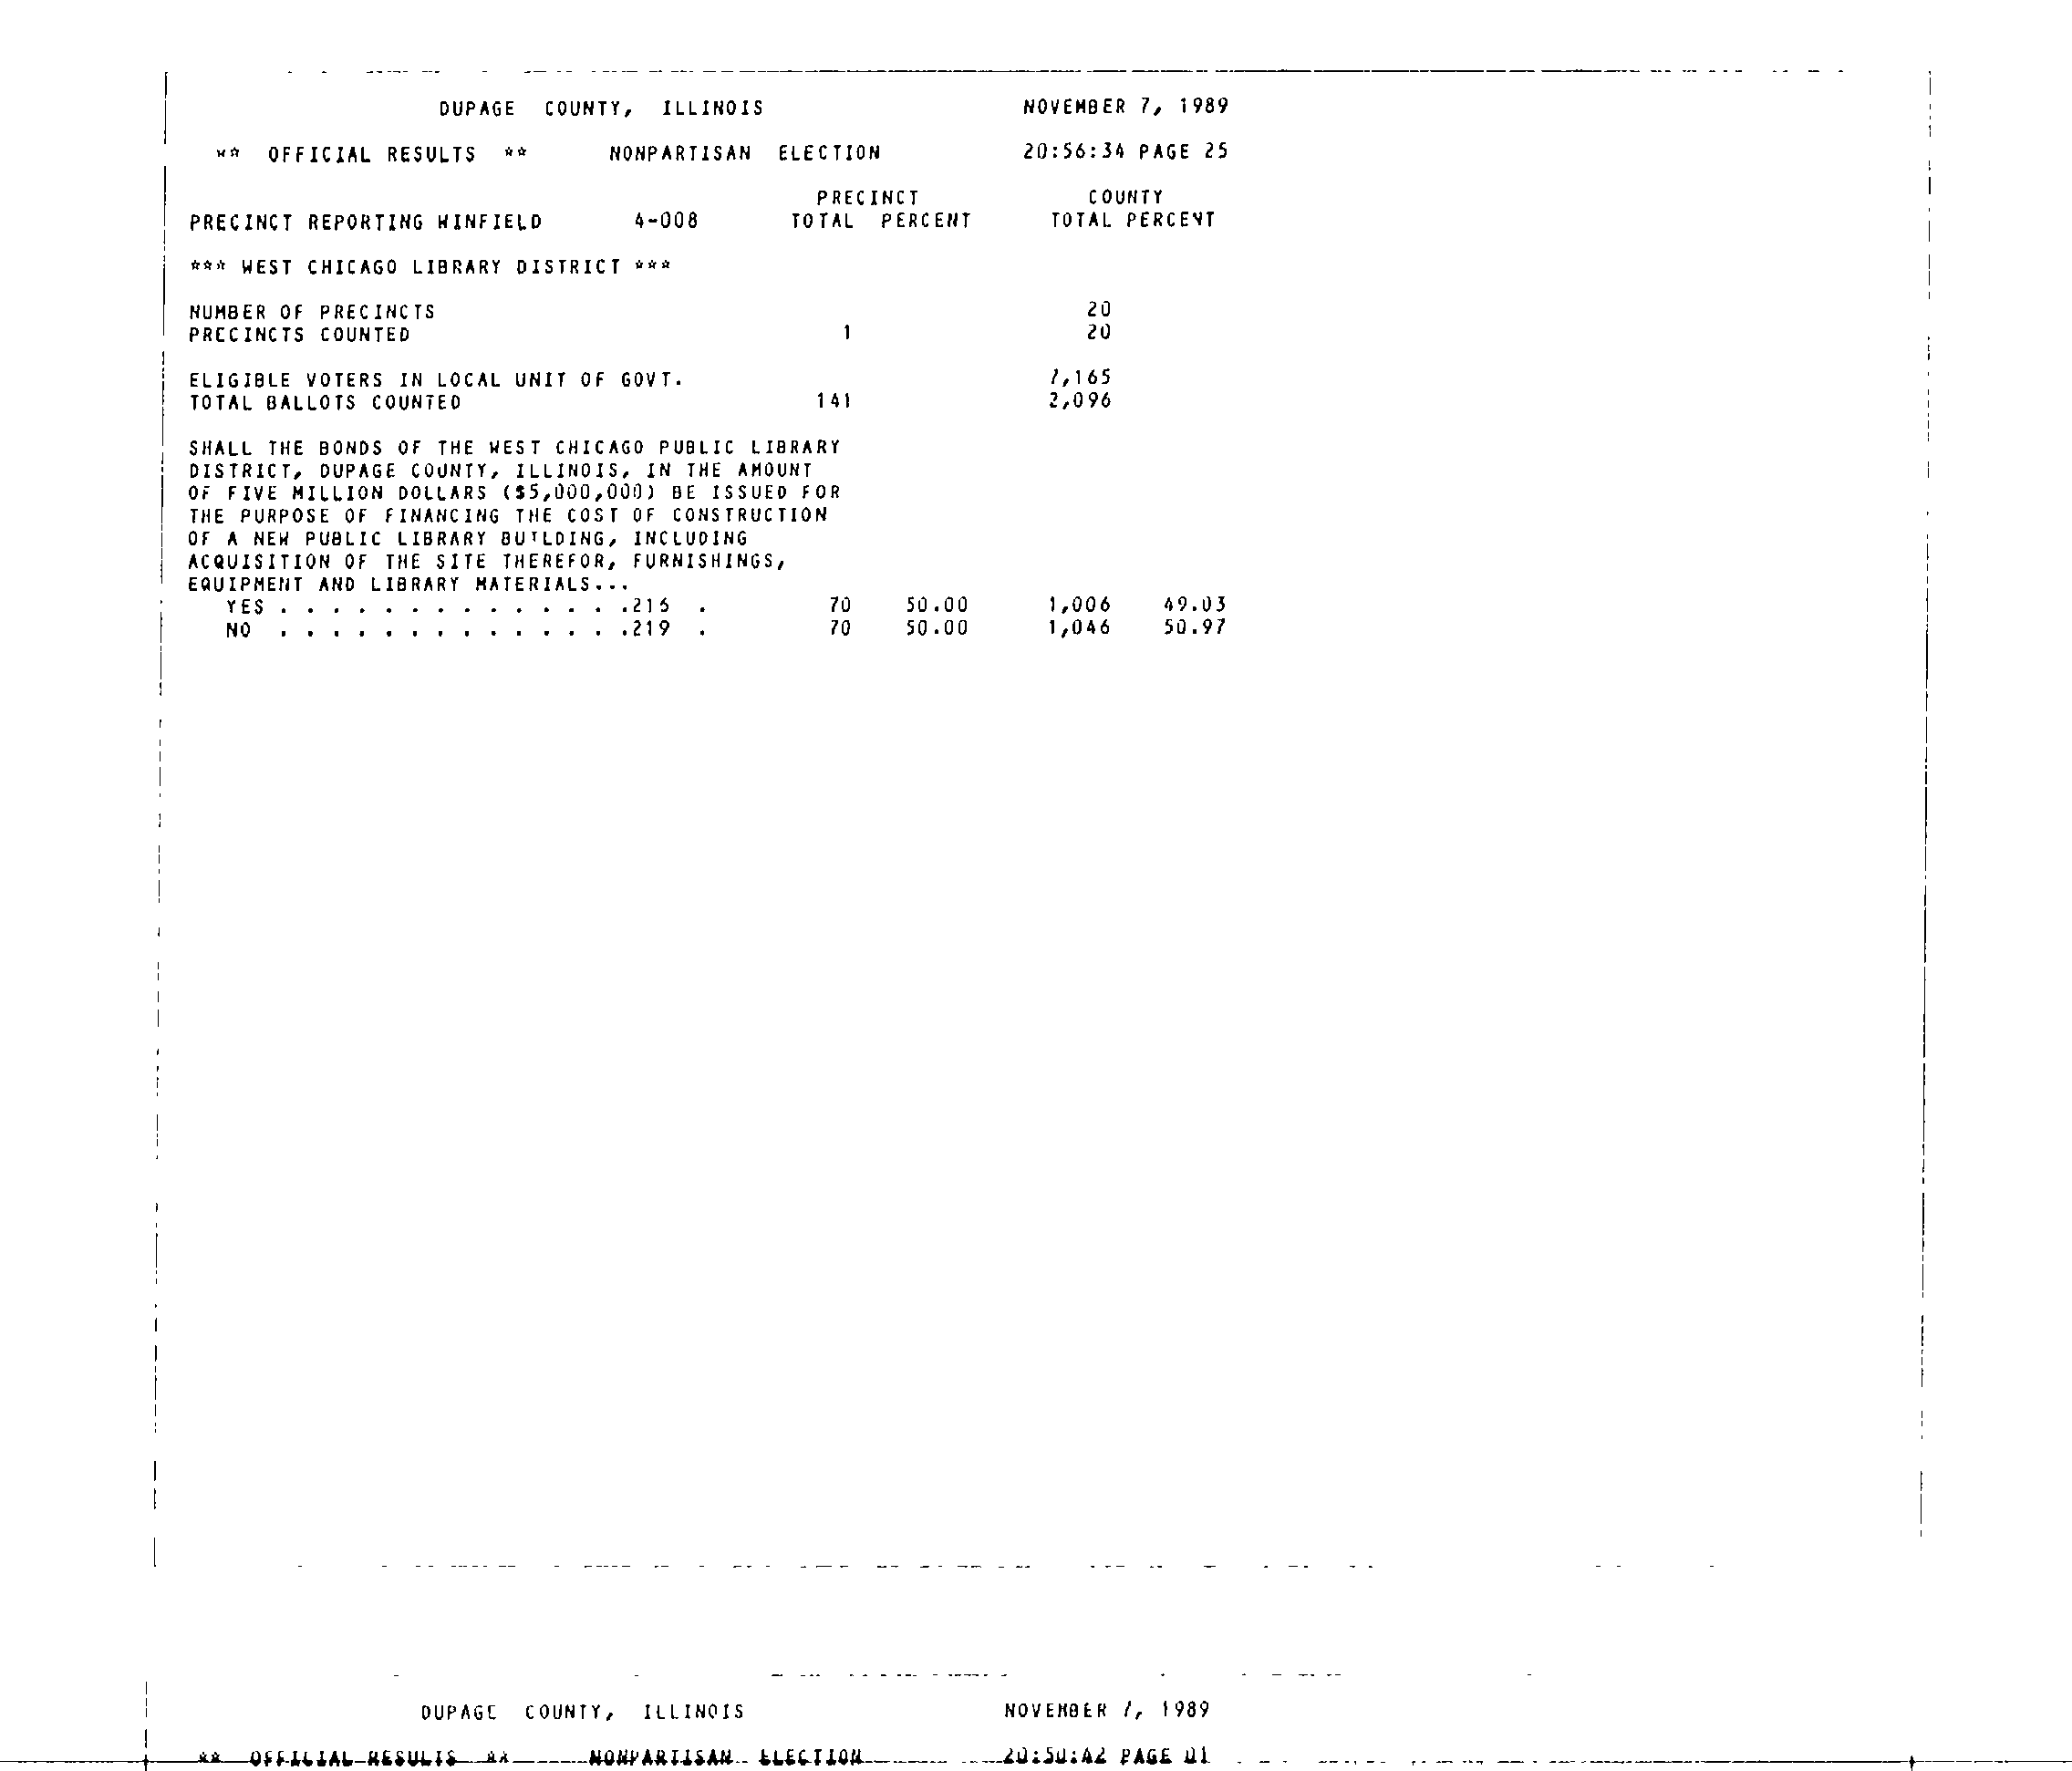 DUPAGE COUNTY, ILLINOIS NOVEMBER 7, 1989
** OFFICIAL RESULTS ** NONPARTISAN ELECTION 20:56:34 PAGE 25
PRECINCT COUNTY
PRECINCT REPORTING WINFIELD 4-008 TOTAL PERCENT TOTAL PERCENT
*** WEST CHICAGO LIBRARY DISTRICT ***
NUMBER OF PRECINCTS 20
PRECINCTS COUNTED 1 20
ELIGIBLE VOTERS IN LOCAL UNIT OF GOVT. 7,165
TOTAL BALLOTS COUNTED 141 2,096
SHALL THE BONDS OF THE WEST CHICAGO PUBLIC LIBRARY
DISTRICT, DUPAGE COUNTY, ILLINOIS, IN THE AMOUNT
OF FIVE MILLION DOLLARS ($5,000,000) BE ISSUED FOR
THE PURPOSE OF FINANCING THE COST OF CONSTRUCTION
OF A NEW PUBLIC LIBRARY BUILDING, INCLUDING
ACQUISITION OF THE SITE THEREFOR, FURNISHINGS,
EQUIPMENT AND LIBRARY MATERIALS...
YES . . . . . . . . . . . . . .216 . 70 50.00 1,006 49.03
NO . . . . . . . . . . . . . .219 . 70 50.00 1,046 50.97
DUPAGE COUNTY, ILLINOIS NOVEMBER 7, 1989
** OFFICIAL RESULTS ** NONPARTISAN ELECTION PAGE 01